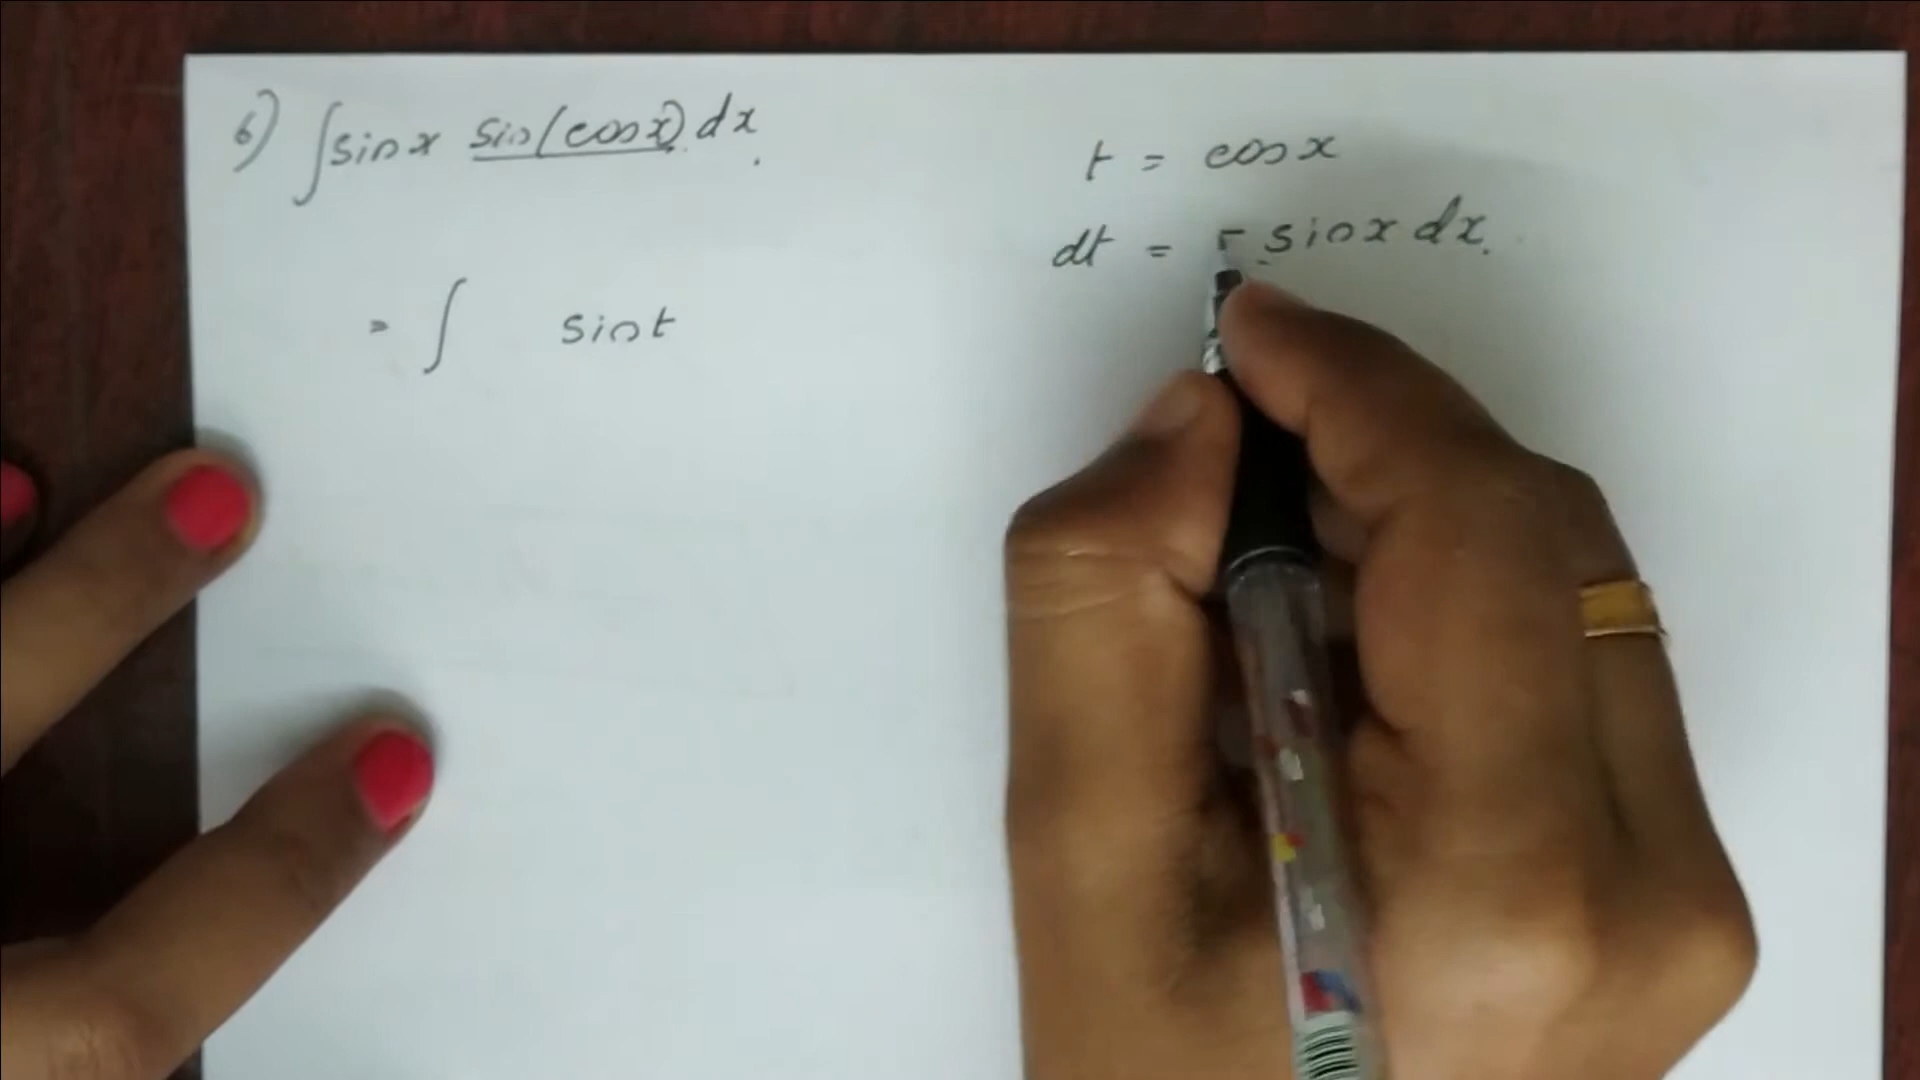 6) ∫sinx sin(cosx) dx.
t = cosx
dt = - sinx dx.
= ∫ sint